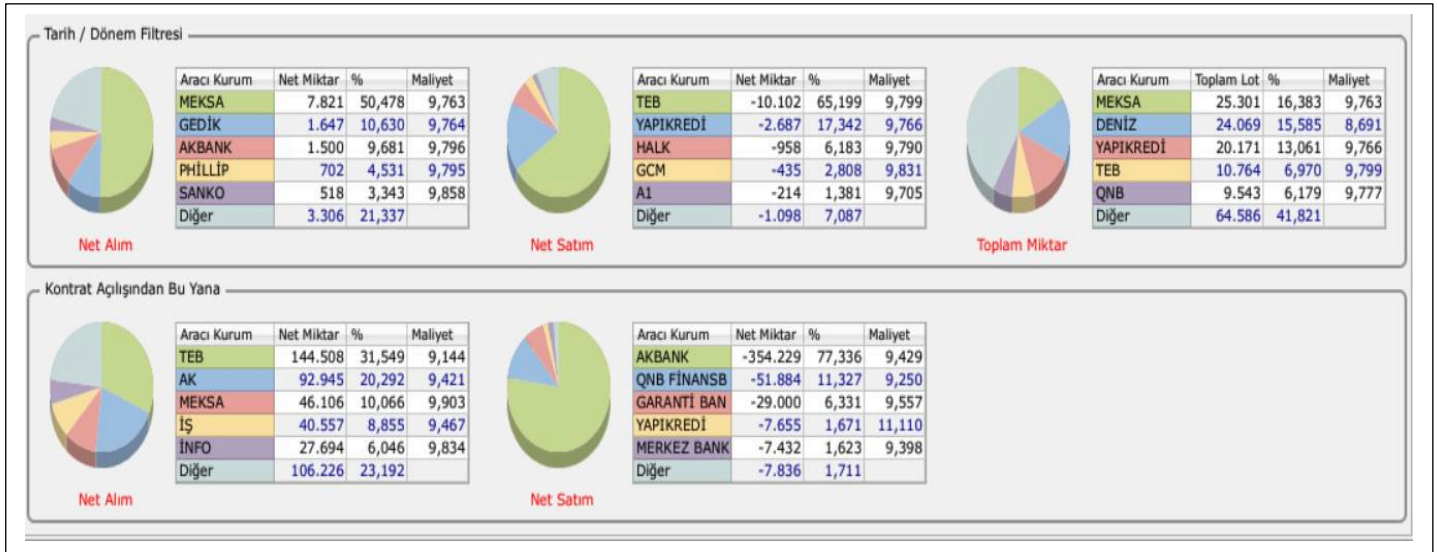 Tarih / Dönem Filtresi
Aracı Kurum Net Miktar % Maliyet
MEKSA 7.821 50,478 9,763
GEDİK 1.647 10,630 9,764
AKBANK 1.500 9,681 9,796
PHİLLİP 702 4,531 9,795
SANKO 518 3,343 9,858
Diğer 3.306 21,337
Net Alım
Aracı Kurum Net Miktar % Maliyet
TEB -10.102 65,199 9,799
YAPIKREDİ -2.687 17,342 9,766
HALK -958 6,183 9,790
GCM -435 2,808 9,831
A1 -214 1,381 9,705
Diğer -1.098 7,087
Net Satım
Aracı Kurum Toplam Lot % Maliyet
MEKSA 25.301 16,383 9,763
DENİZ 24.069 15,585 8,691
YAPIKREDİ 20.171 13,061 9,766
TEB 10.764 6,970 9,799
QNB 9.543 6,179 9,777
Diğer 64.586 41,821
Toplam Miktar
Kontrat Açılışından Bu Yana
Aracı Kurum Net Miktar % Maliyet
TEB 144.508 31,549 9,144
AK 92.945 20,292 9,421
MEKSA 46.106 10,066 9,903
İŞ 40.557 8,855 9,467
İNFO 27.694 6,046 9,834
Diğer 106.226 23,192
Net Alım
Aracı Kurum Net Miktar % Maliyet
AKBANK -354.229 77,336 9,429
QNB FİNANSB -51.884 11,327 9,250
GARANTİ BAN -29.000 6,331 9,557
YAPIKREDİ -7.655 1,671 11,110
MERKEZ BANK -7.432 1,623 9,398
Diğer -7.836 1,711
Net Satım